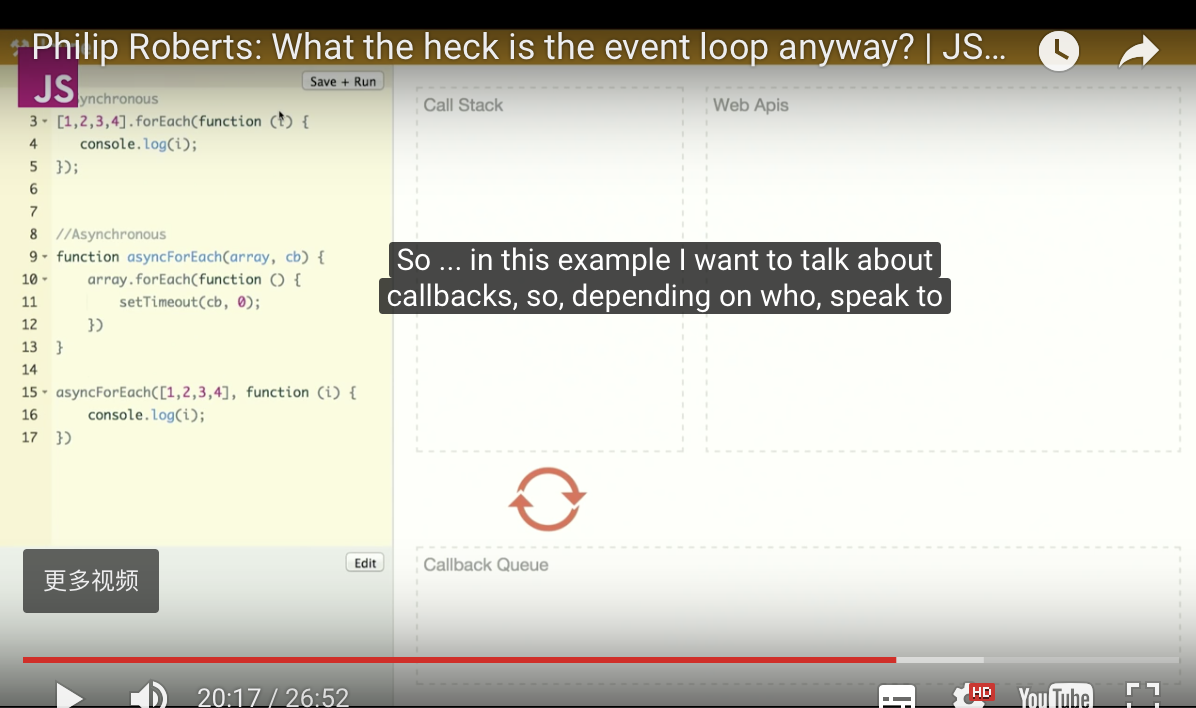 Philip Roberts: What the heck is the event loop anyway? | JS...
JS
Save + Run
ynchronous
3 [1,2,3,4].forEach(function (i) {
4 console.log(i);
5 });
6
7
8 //Asynchronous
9 function asyncForEach(array, cb) {
10 array.forEach(function () {
11 setTimeout(cb, 0);
12 })
13 }
14
15 asyncForEach([1,2,3,4], function (i) {
16 console.log(i);
17 })
Call Stack
Web Apis
So ... in this example I want to talk about
callbacks, so, depending on who, speak to
Edit
更多视频
Callback Queue
20:17 / 26:52
HD
YouTube